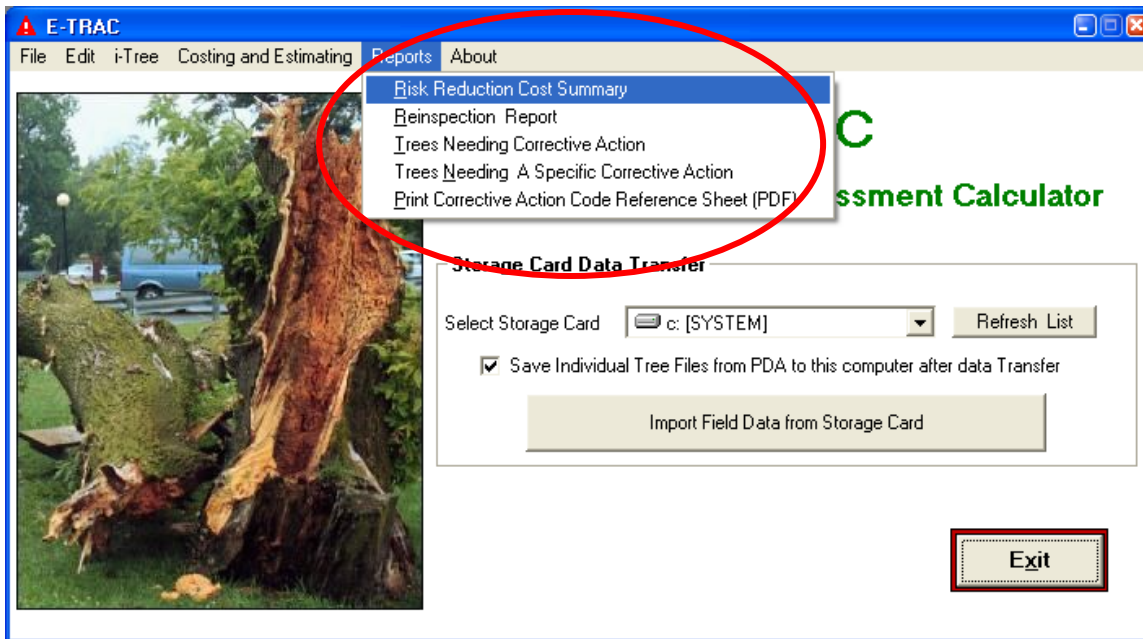 E-TRAC
File Edit i-Tree Costing and Estimating Reports About
Risk Reduction Cost Summary
Reinspection Report
Trees Needing Corrective Action
Trees Needing A Specific Corrective Action
Print Corrective Action Code Reference Sheet (PDF)
C
ssment Calculator
Storage Card Data Transfer
Select Storage Card c: [SYSTEM] Refresh List
Save Individual Tree Files from PDA to this computer after data Transfer
Import Field Data from Storage Card
Exit